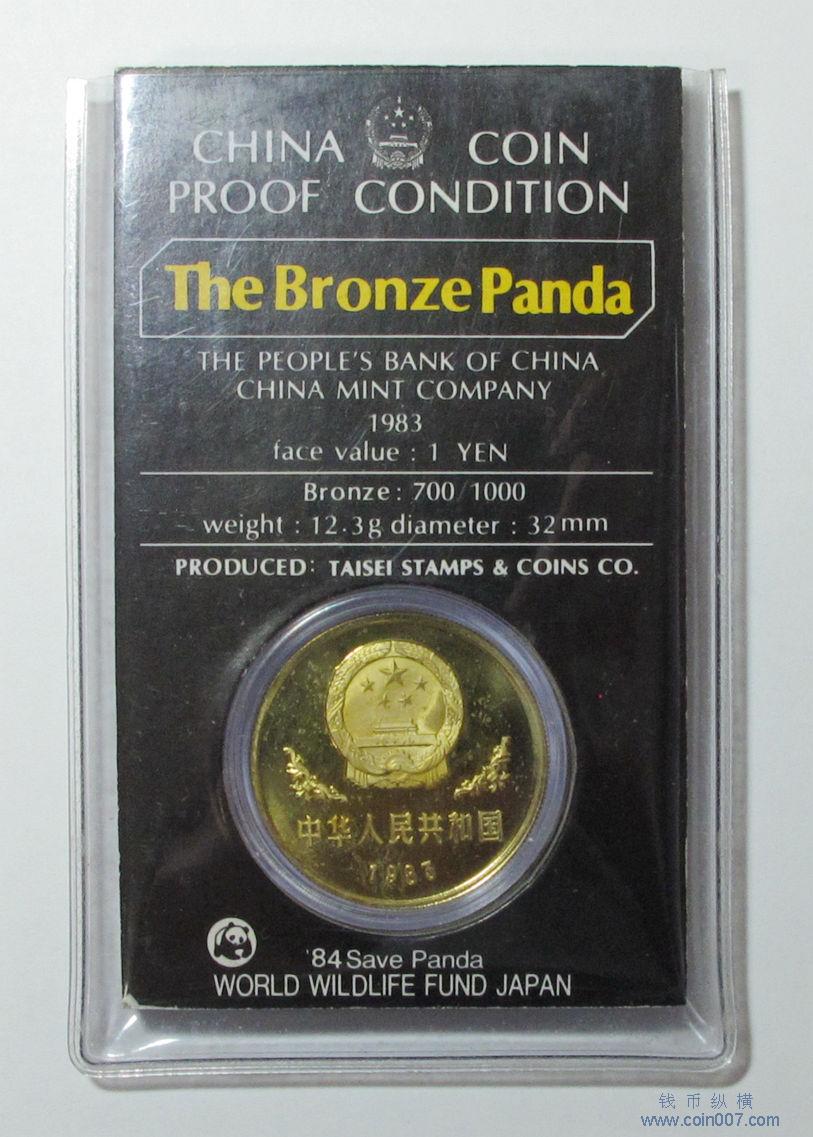 CHINA COIN
PROOF CONDITION
The Bronze Panda
THE PEOPLE'S BANK OF CHINA
CHINA MINT COMPANY
1983
face value : 1 YEN
Bronze : 700/1000
weight : 12.3g diameter : 32mm
PRODUCED: TAISEI STAMPS & COINS CO.
中华人民共和国
1983
'84 Save Panda
WORLD WILDLIFE FUND JAPAN
钱币纵横
www.coin007.com